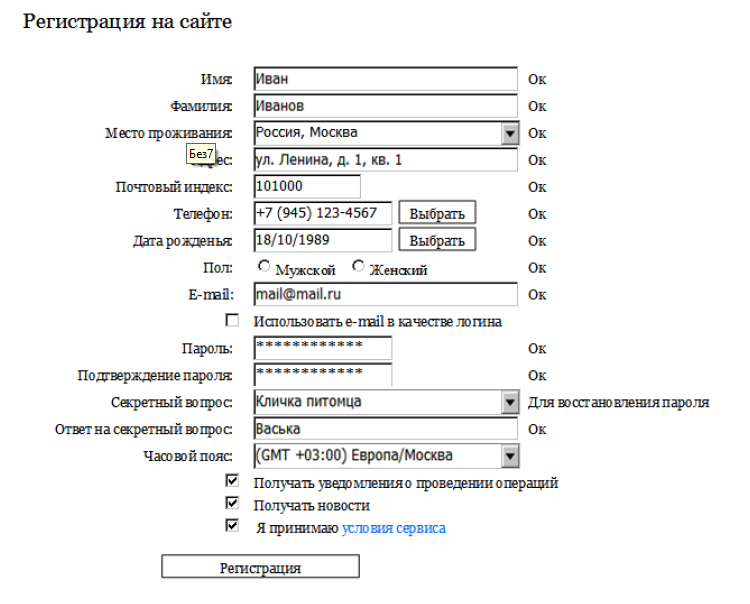 Регистрация на сайте
Имя: Иван Ок
Фамилия: Иванов Ок
Место проживания: Россия, Москва Ок
Без7
ес: ул. Ленина, д. 1, кв. 1 Ок
Почтовый индекс: 101000 Ок
Телефон: +7 (945) 123-4567 Выбрать Ок
Дата рожденья: 18/10/1989 Выбрать Ок
Пол: Мужской Женский Ок
E-mail: mail@mail.ru Ок
Использовать e-mail в качестве логина
Пароль: ************ Ок
Подтверждение пароля: ************ Ок
Секретный вопрос: Кличка питомца Для восстановления пароля
Ответ на секретный вопрос: Васька Ок
Часовой пояс: (GMT +03:00) Европа/Москва
Получать уведомления о проведении операций
Получать новости
Я принимаю условия сервиса
Регистрация